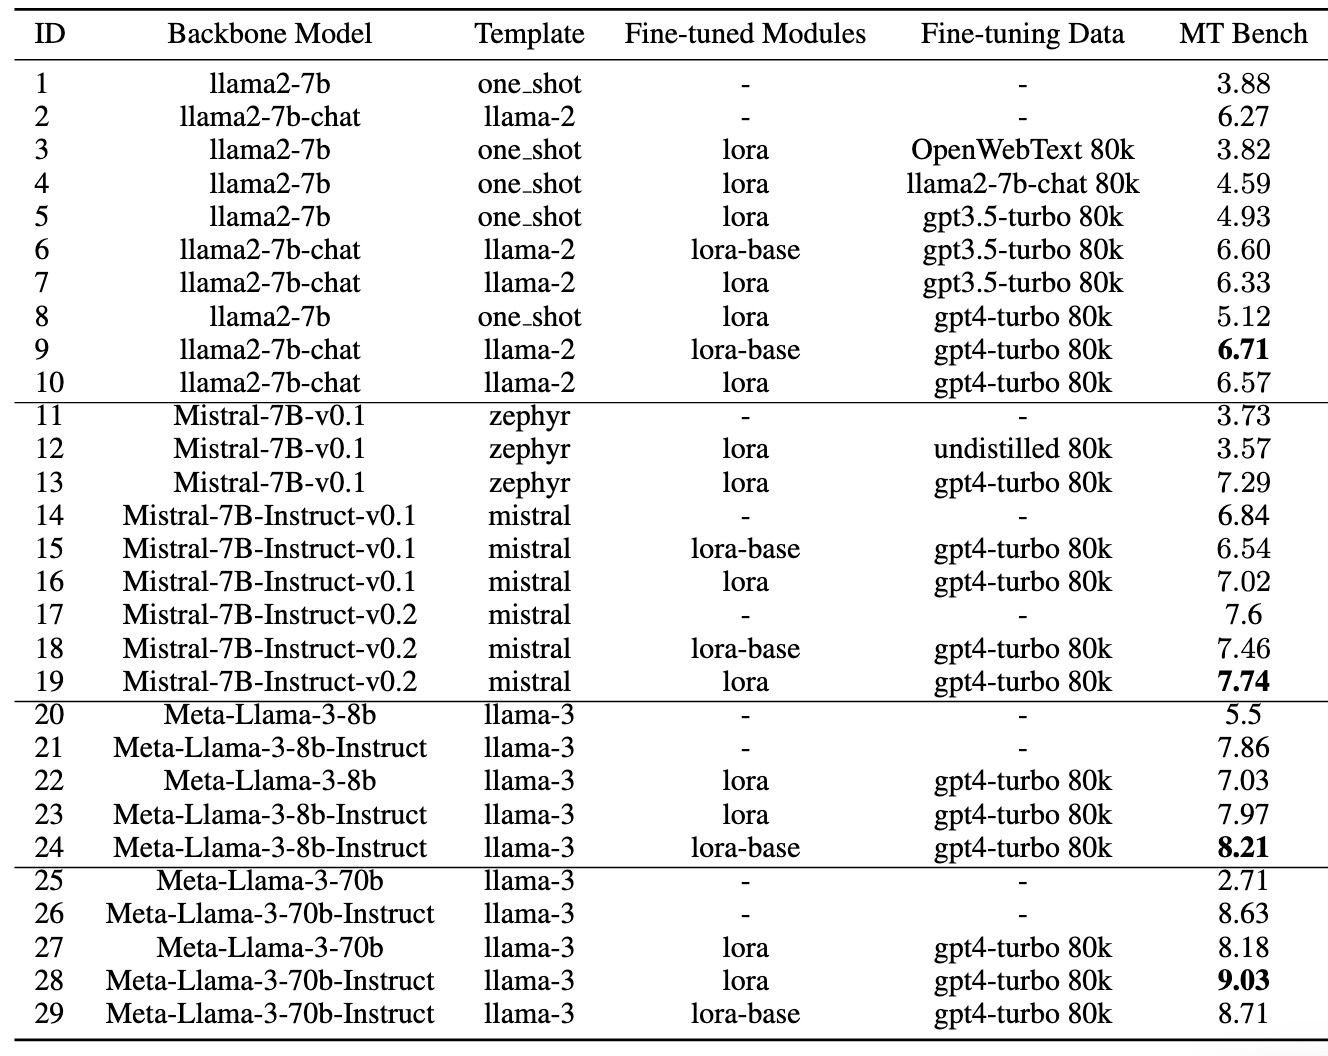 ID Backbone Model Template Fine-tuned Modules Fine-tuning Data MT Bench
1 llama2-7b one_shot - - 3.88
2 llama2-7b-chat llama-2 - - 6.27
3 llama2-7b one_shot lora OpenWebText 80k 3.82
4 llama2-7b one_shot lora llama2-7b-chat 80k 4.59
5 llama2-7b one_shot lora gpt3.5-turbo 80k 4.93
6 llama2-7b-chat llama-2 lora-base gpt3.5-turbo 80k 6.60
7 llama2-7b-chat llama-2 lora gpt3.5-turbo 80k 6.33
8 llama2-7b one_shot lora gpt4-turbo 80k 5.12
9 llama2-7b-chat llama-2 lora-base gpt4-turbo 80k 6.71
10 llama2-7b-chat llama-2 lora gpt4-turbo 80k 6.57
11 Mistral-7B-v0.1 zephyr - - 3.73
12 Mistral-7B-v0.1 zephyr lora undistilled 80k 3.57
13 Mistral-7B-v0.1 zephyr lora gpt4-turbo 80k 7.29
14 Mistral-7B-Instruct-v0.1 mistral - - 6.84
15 Mistral-7B-Instruct-v0.1 mistral lora-base gpt4-turbo 80k 6.54
16 Mistral-7B-Instruct-v0.1 mistral lora gpt4-turbo 80k 7.02
17 Mistral-7B-Instruct-v0.2 mistral - - 7.6
18 Mistral-7B-Instruct-v0.2 mistral lora-base gpt4-turbo 80k 7.46
19 Mistral-7B-Instruct-v0.2 mistral lora gpt4-turbo 80k 7.74
20 Meta-Llama-3-8b llama-3 - - 5.5
21 Meta-Llama-3-8b-Instruct llama-3 - - 7.86
22 Meta-Llama-3-8b llama-3 lora gpt4-turbo 80k 7.03
23 Meta-Llama-3-8b-Instruct llama-3 lora gpt4-turbo 80k 7.97
24 Meta-Llama-3-8b-Instruct llama-3 lora-base gpt4-turbo 80k 8.21
25 Meta-Llama-3-70b llama-3 - - 2.71
26 Meta-Llama-3-70b-Instruct llama-3 - - 8.63
27 Meta-Llama-3-70b llama-3 lora gpt4-turbo 80k 8.18
28 Meta-Llama-3-70b-Instruct llama-3 lora gpt4-turbo 80k 9.03
29 Meta-Llama-3-70b-Instruct llama-3 lora-base gpt4-turbo 80k 8.71